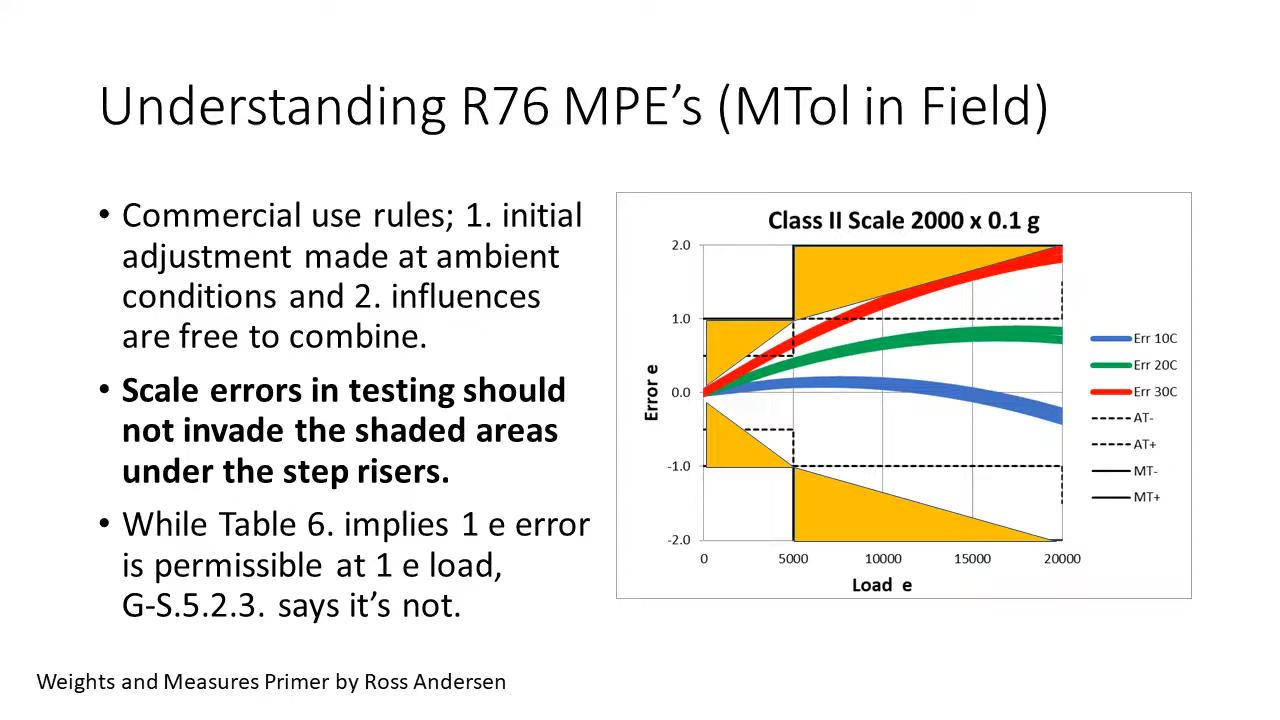 Understanding R76 MPE’s (MTol in Field)
• Commercial use rules; 1. initial
adjustment made at ambient
conditions and 2. influences
are free to combine.
• Scale errors in testing should
not invade the shaded areas
under the step risers.
• While Table 6. implies 1 e error
is permissible at 1 e load,
G-S.5.2.3. says it’s not.
Class II Scale 2000 x 0.1 g
2.0
1.0
0.0
-1.0
-2.0
Error e
0 5000 10000 15000 20000
Load e
Err 10C
Err 20C
Err 30C
AT-
AT+
MT-
MT+
Weights and Measures Primer by Ross Andersen